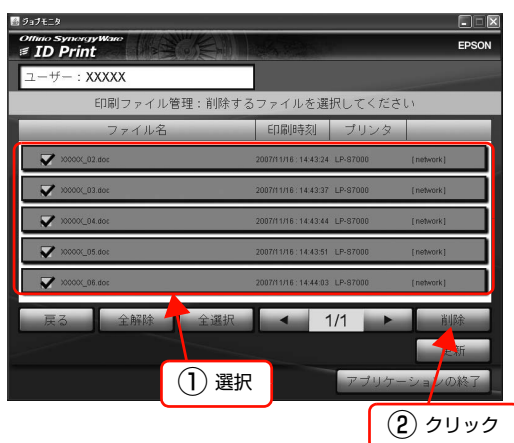 ジョブモニタ
Offirio SynergyWare
ID Print
EPSON
ユーザー：XXXXX
印刷ファイル管理：削除するファイルを選択してください
ファイル名 印刷時刻 プリンタ
XXXXX_02.doc 2007/11/16 : 14:43:24 LP-S7000 [network]
XXXXX_03.doc 2007/11/16 : 14:43:37 LP-S7000 [network]
XXXXX_04.doc 2007/11/16 : 14:43:44 LP-S7000 [network]
XXXXX_05.doc 2007/11/16 : 14:43:51 LP-S7000 [network]
XXXXX_06.doc 2007/11/16 : 14:44:03 LP-S7000 [network]
戻る 全解除 全選択 ◀ 1/1 ▶ 削除
更新
① 選択
アプリケーションの終了
② クリック